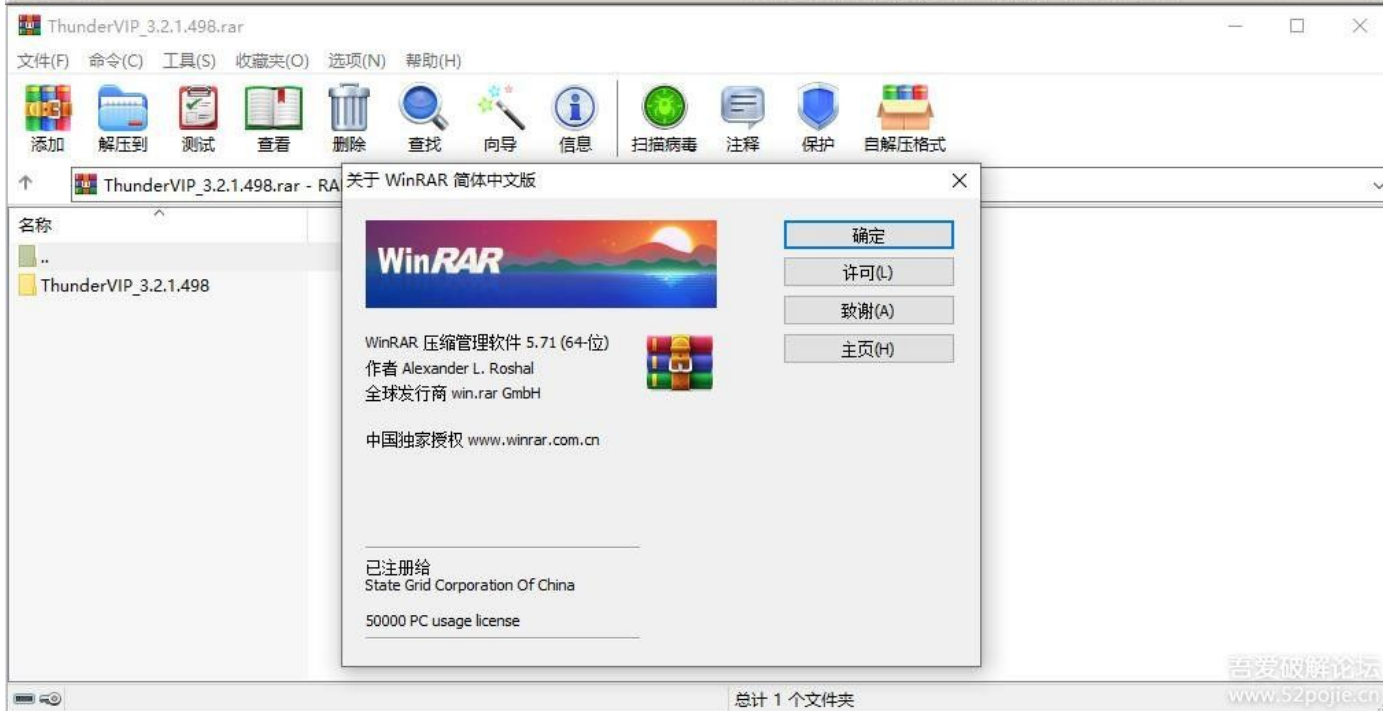 ThunderVIP_3.2.1.498.rar
文件(F) 命令(C) 工具(S) 收藏夹(O) 选项(N) 帮助(H)
添加 解压到 测试 查看 删除 查找 向导 信息 扫描病毒 注释 保护 自解压格式
ThunderVIP_3.2.1.498.rar - RA
关于 WinRAR 简体中文版
名称
..
ThunderVIP_3.2.1.498
WinRAR
确定
许可(L)
致谢(A)
主页(H)
WinRAR 压缩管理软件 5.71 (64-位)
作者 Alexander L. Roshal
全球发行商 win.rar GmbH
中国独家授权 www.winrar.com.cn
已注册给
State Grid Corporation Of China
50000 PC usage license
总计 1 个文件夹
吾爱破解论坛
www.52pojie.cn